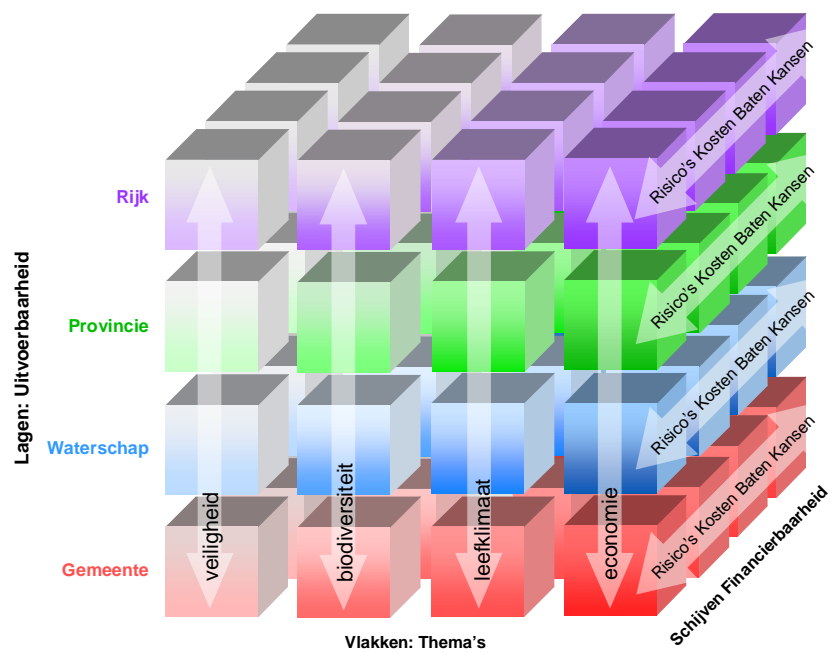 Risico's Kosten Baten Kansen
Rijk
Risico's Kosten Baten Kansen
Provincie
Lagen: Uitvoerbaarheid
Risico's Kosten Baten Kansen
Waterschap
Risico's Kosten Baten Kansen
Gemeente
veiligheid
biodiversiteit
leefklimaat
economie
Schijven Financierbaarheid
Vlakken: Thema's